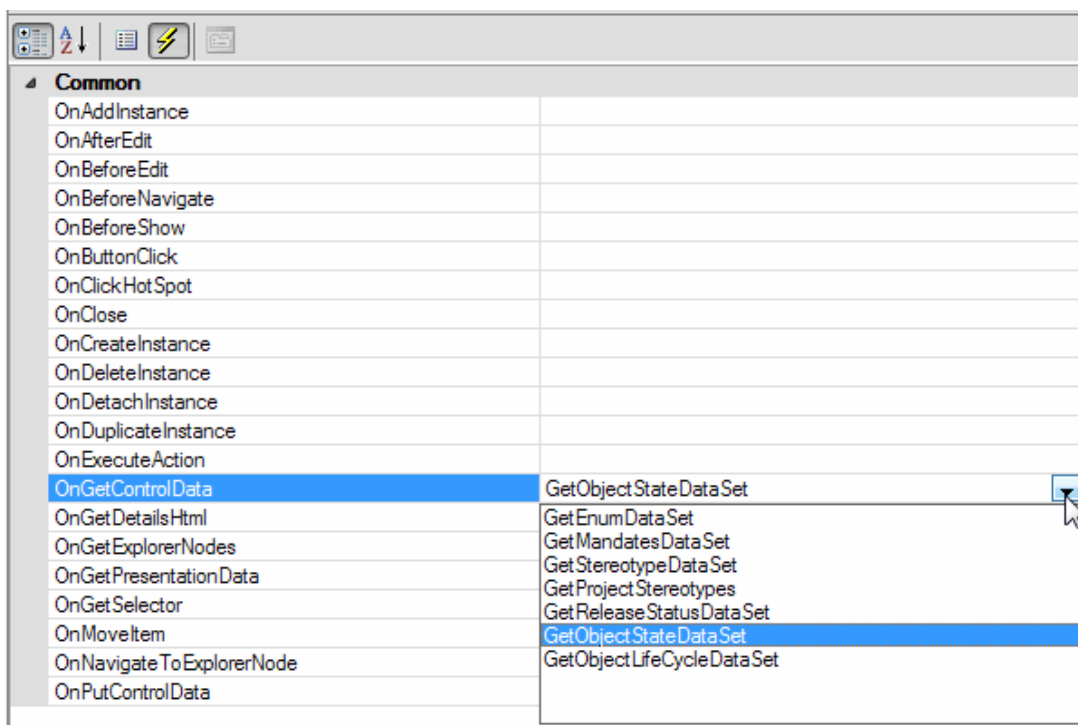 A
Z
Common
OnAddInstance
OnAfterEdit
OnBeforeEdit
OnBeforeNavigate
OnBeforeShow
OnButtonClick
OnClickHotSpot
OnClose
OnCreateInstance
OnDeleteInstance
OnDetachInstance
OnDuplicateInstance
OnExecuteAction
OnGetControlData GetObjectStateDataSet
OnGetDetailsHtml
OnGetExplorerNodes
OnGetPresentationData
OnGetSelector
OnMoveItem
OnNavigateToExplorerNode
OnPutControlData
GetEnumDataSet
GetMandatesDataSet
GetStereotypeDataSet
GetProjectStereotypes
GetReleaseStatusDataSet
GetObjectStateDataSet
GetObjectLifeCycleDataSet